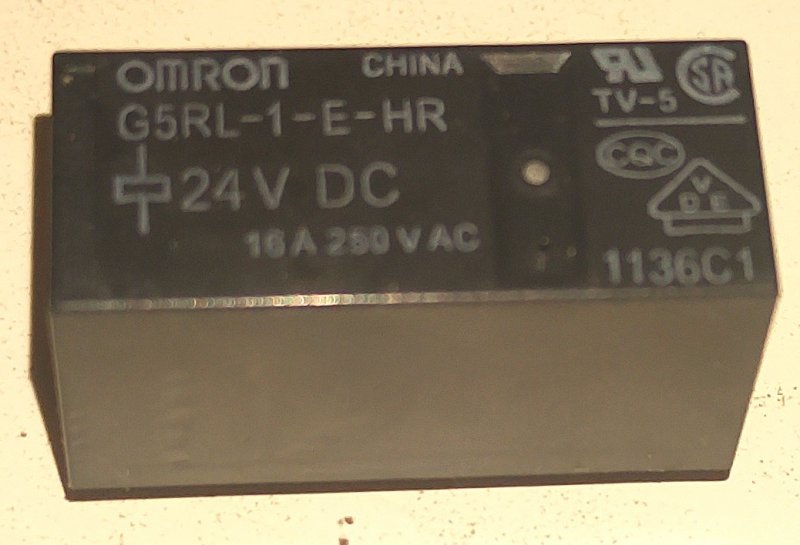 OMRON
CHINA
G5RL-1-E-HR
24V DC
16A 250VAC
TV-5
CQC
VDE
1136C1